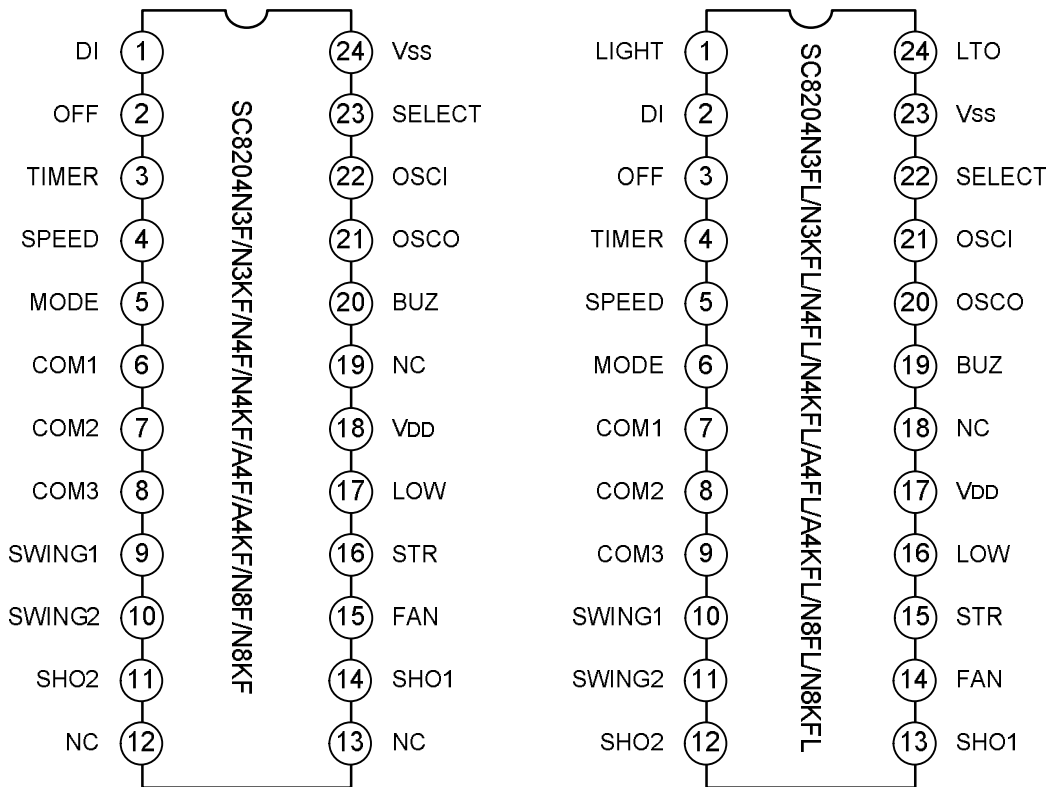 DI 1 24 VSS
OFF 2 23 SELECT
TIMER 3 22 OSCI
SPEED 4 21 OSCO
MODE 5 20 BUZ
COM1 6 19 NC
COM2 7 18 VDD
COM3 8 17 LOW
SWING1 9 16 STR
SWING2 10 15 FAN
SHO2 11 14 SHO1
NC 12 13 NC
SC8204N3F/N3KF/N4F/N4KF/A4F/A4KF/N8F/N8KF
LIGHT 1 24 LTO
DI 2 23 VSS
OFF 3 22 SELECT
TIMER 4 21 OSCI
SPEED 5 20 OSCO
MODE 6 19 BUZ
COM1 7 18 NC
COM2 8 17 VDD
COM3 9 16 LOW
SWING1 10 15 STR
SWING2 11 14 FAN
SHO2 12 13 SHO1
SC8204N3FL/N3KFL/N4FL/N4KFL/A4FL/A4KFL/N8FL/N8KFL